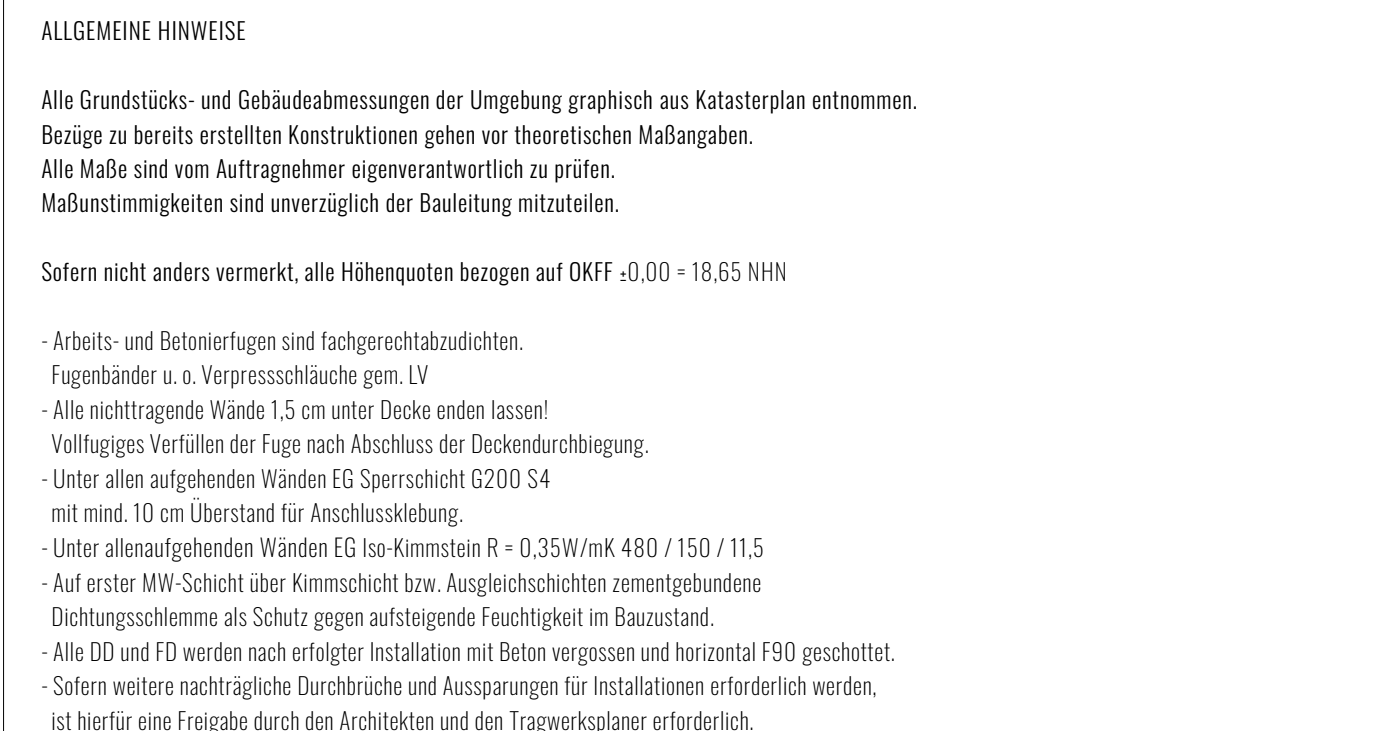 ALLGEMEINE HINWEISE
Alle Grundstücks- und Gebäudeabmessungen der Umgebung graphisch aus Katasterplan entnommen.
Bezüge zu bereits erstellten Konstruktionen gehen vor theoretischen Maßangaben.
Alle Maße sind vom Auftragnehmer eigenverantwortlich zu prüfen.
Maßunstimmigkeiten sind unverzüglich der Bauleitung mitzuteilen.
Sofern nicht anders vermerkt, alle Höhenquoten bezogen auf OKFF ±0,00 = 18,65 NHN
- Arbeits- und Betonierfugen sind fachgerechtabzudichten.
Fugenbänder u. o. Verpressschläuche gem. LV
- Alle nichttragende Wände 1,5 cm unter Decke enden lassen!
Vollfugiges Verfüllen der Fuge nach Abschluss der Deckendurchbiegung.
- Unter allen aufgehenden Wänden EG Sperrschicht G200 S4
mit mind. 10 cm Überstand für Anschlussklebung.
- Unter allenaufgehenden Wänden EG Iso-Kimmstein R = 0,35W/mK 480 / 150 / 11,5
- Auf erster MW-Schicht über Kimmschicht bzw. Ausgleichschichten zementgebundene
Dichtungsschlemme als Schutz gegen aufsteigende Feuchtigkeit im Bauzustand.
- Alle DD und FD werden nach erfolgter Installation mit Beton vergossen und horizontal F90 geschottet.
- Sofern weitere nachträgliche Durchbrüche und Aussparungen für Installationen erforderlich werden,
ist hierfür eine Freigabe durch den Architekten und den Tragwerksplaner erforderlich.